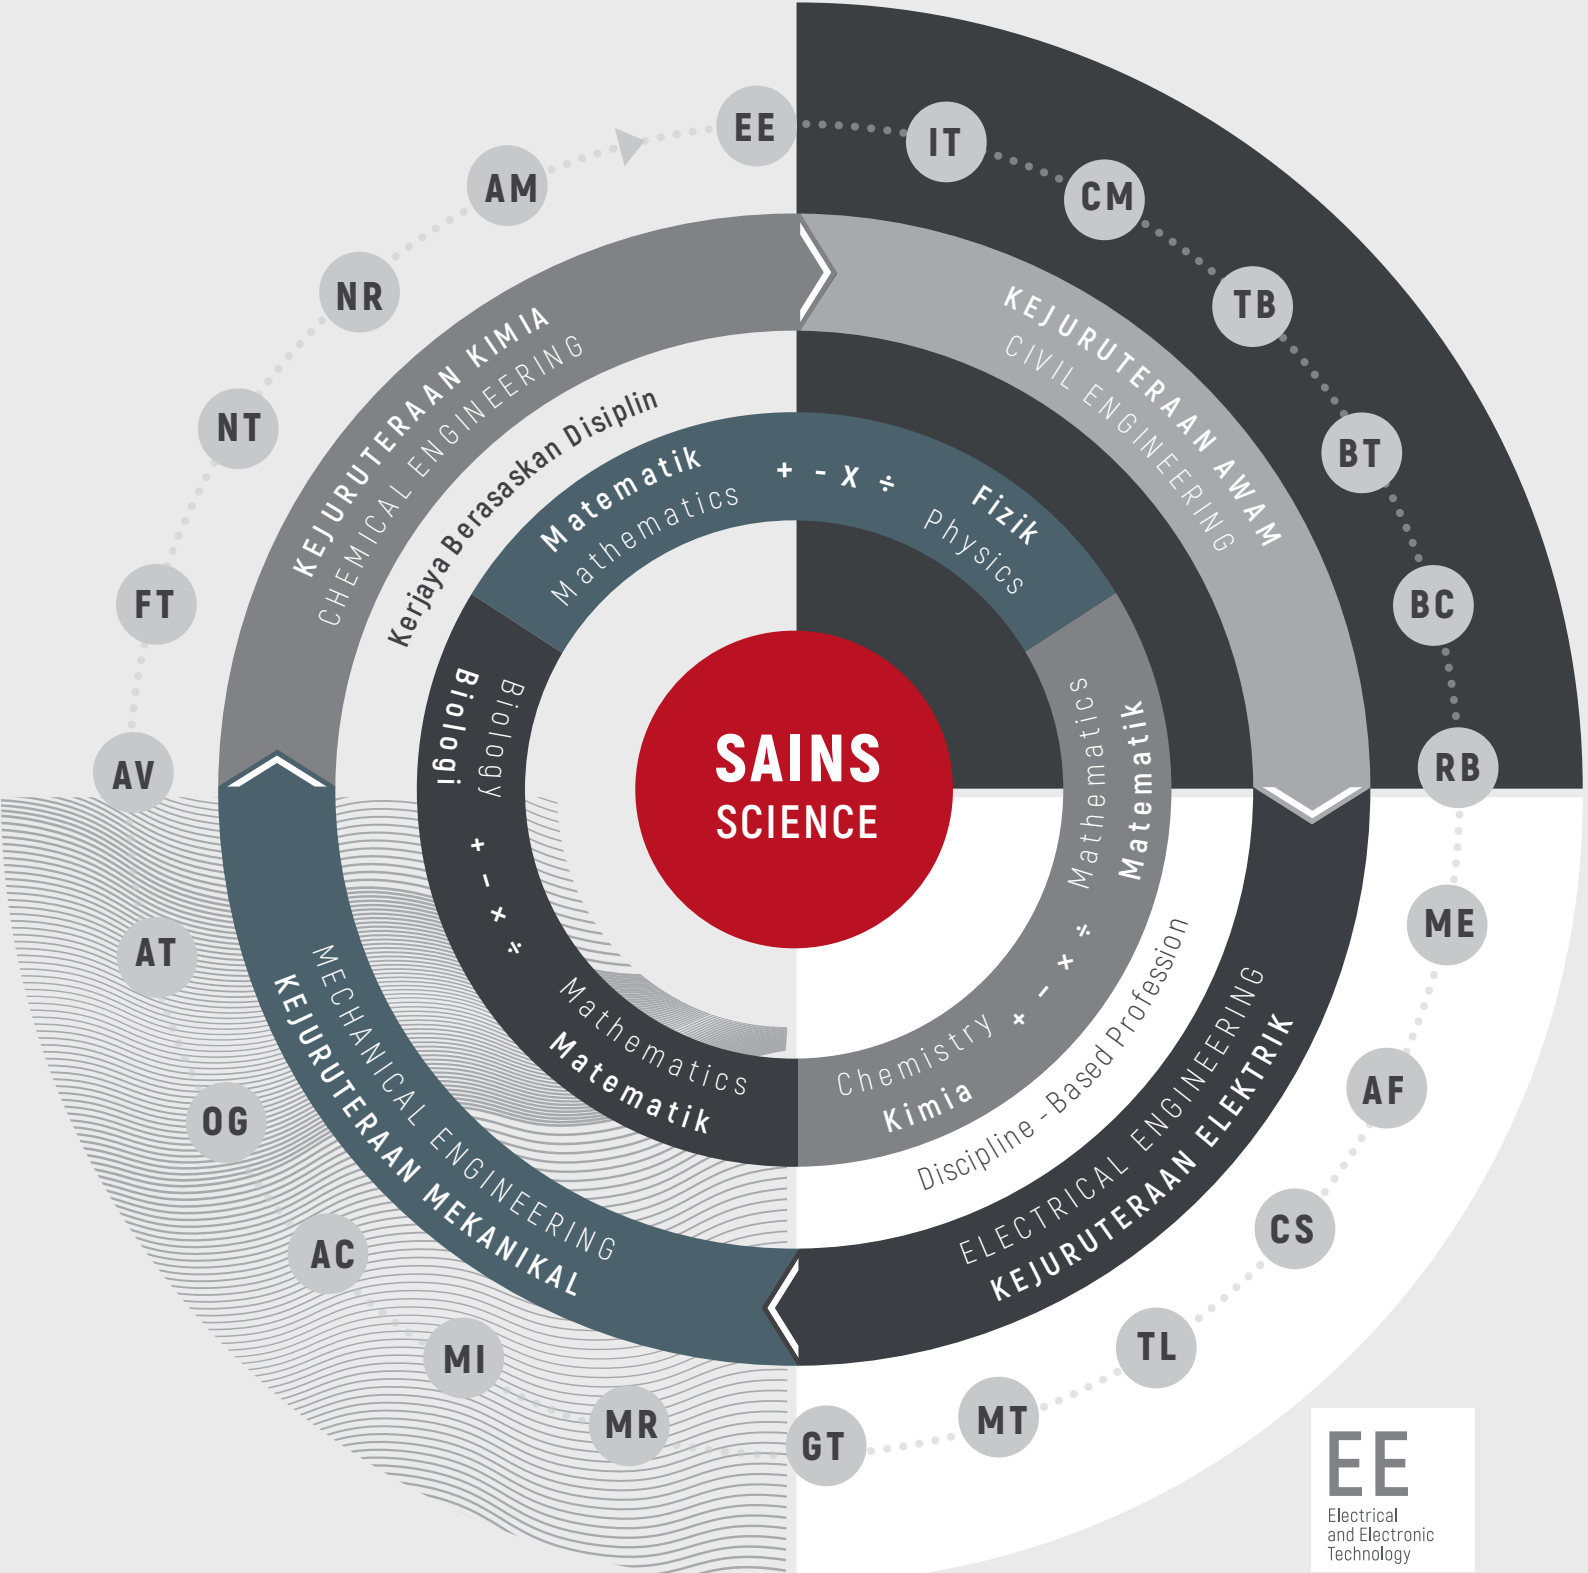 EE
IT
CM
TB
BT
BC
RB
ME
AF
CS
TL
MT
GT
MR
MI
AC
OG
AT
AV
FT
NT
NR
AM
KEJURUTERAAN KIMIA
CHEMICAL ENGINEERING
KEJURUTERAAN AWAM
CIVIL ENGINEERING
ELECTRICAL ENGINEERING
KEJURUTERAAN ELEKTRIK
MECHANICAL ENGINEERING
KEJURUTERAAN MEKANIKAL
Kerjaya Berasaskan Disiplin
Discipline - Based Profession
Matematik
Mathematics
+ - X ÷
Fizik
Physics
Mathematics
Matematik
+ - × ÷
Chemistry
Kimia
Biology
Biologi
+ - × ÷
Mathematics
Matematik
SAINS
SCIENCE
EE
Electrical
and Electronic
Technology